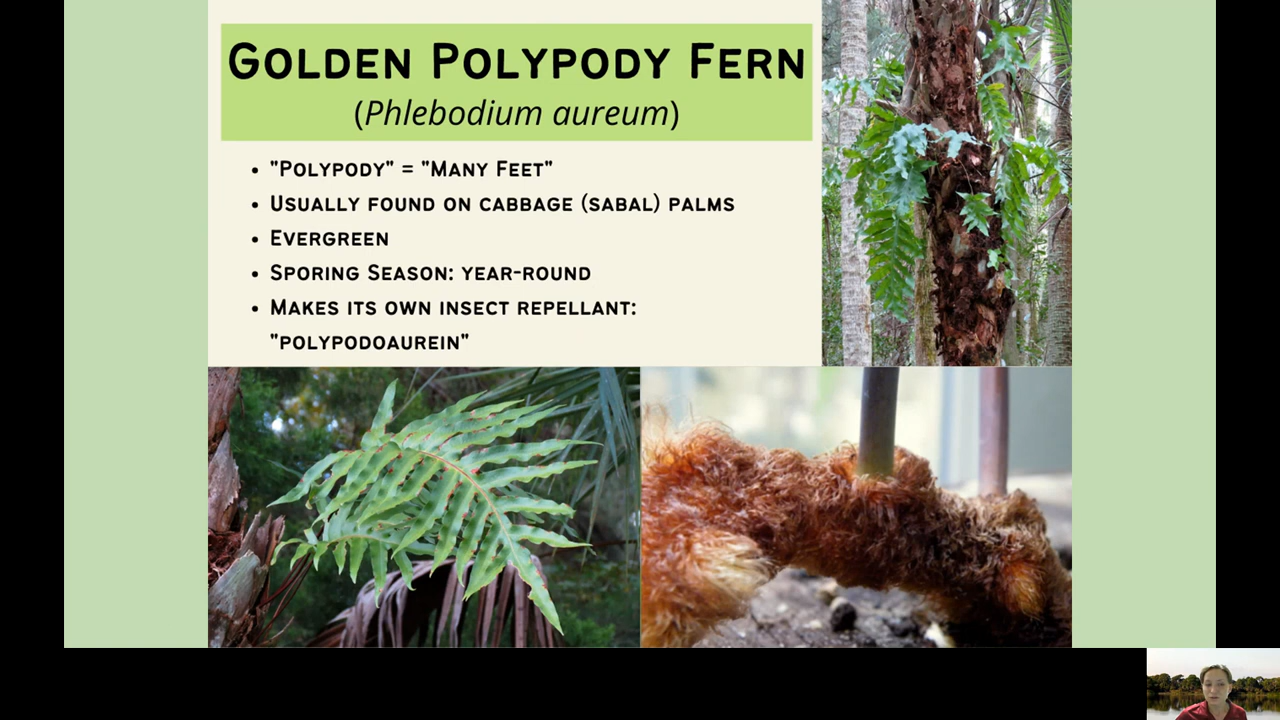 Golden Polypody Fern
(Phlebodium aureum)
• "Polypody" = "Many Feet"
• Usually found on cabbage (sabal) palms
• Evergreen
• Sporing Season: year-round
• Makes its own insect repellant:
"polypodoaurein"